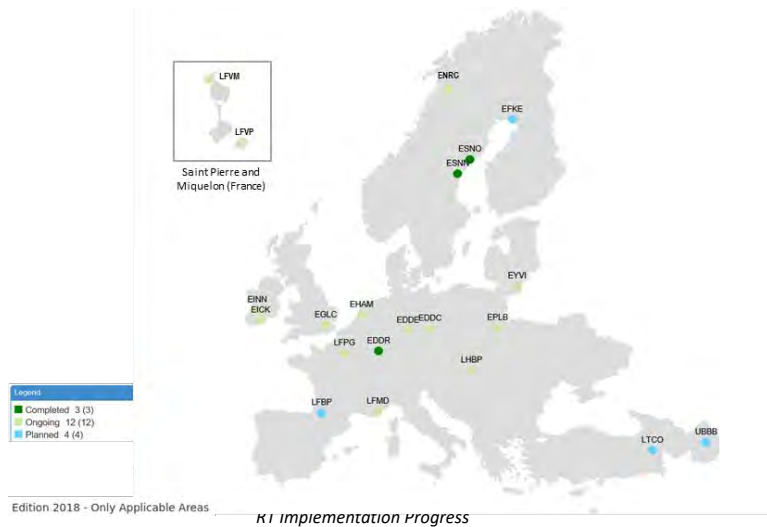 LFVM
LFVP
Saint Pierre and
Miquelon (France)
ENRC
EFKE
ESNO
ESNN
EYVI
EINN
EICK
EGLC
EHAM
EDDE
EDDC
EPLB
LFPG
EDDR
LHBP
LFBP
LFMD
LTCO
UBBB
Legend
Completed 3 (3)
Ongoing 12 (12)
Planned 4 (4)
Edition 2018 - Only Applicable Areas
RT Implementation Progress